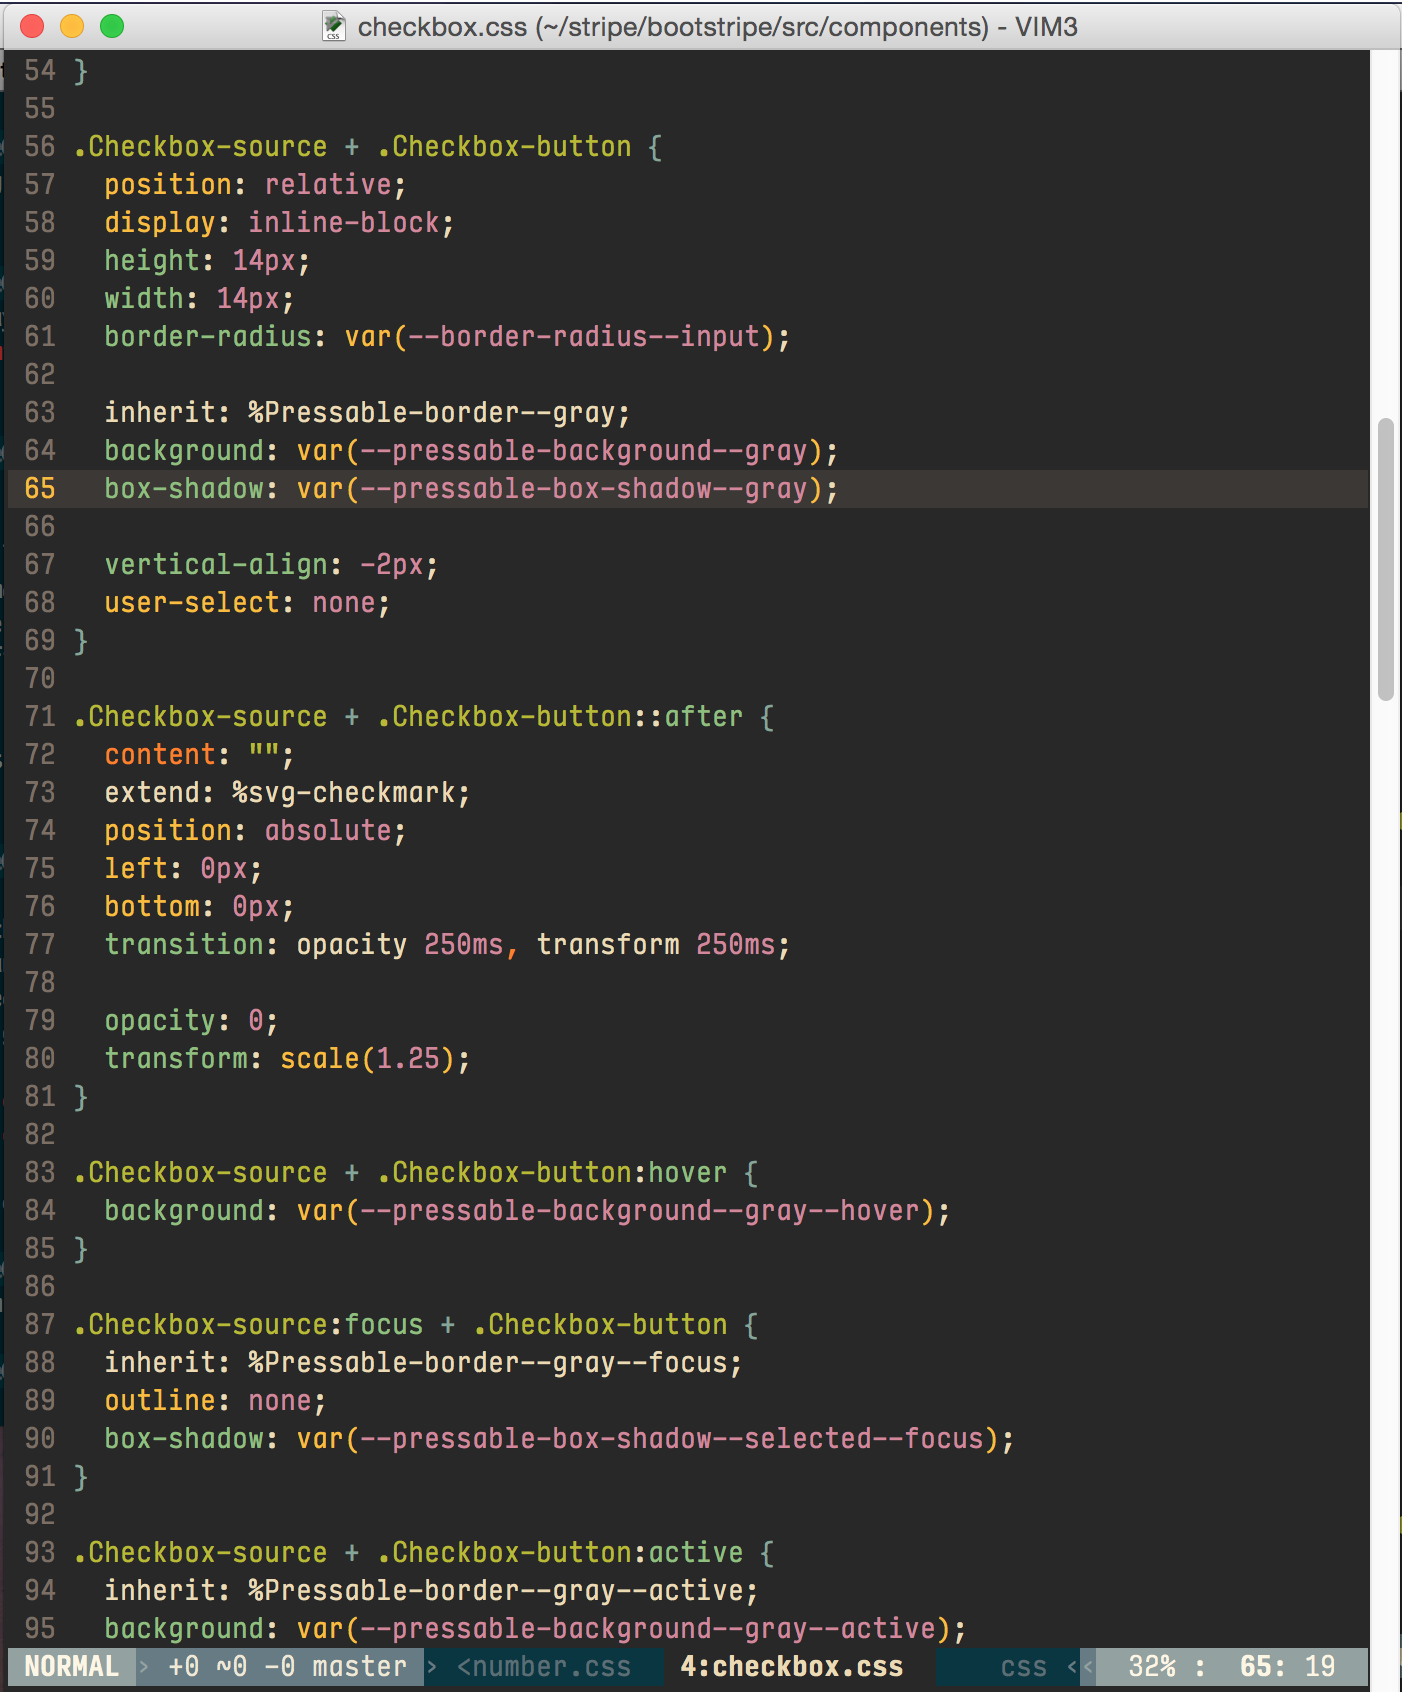 checkbox.css (~/stripe/bootstripe/src/components) - VIM3
54 }
55
56 .Checkbox-source + .Checkbox-button {
57   position: relative;
58   display: inline-block;
59   height: 14px;
60   width: 14px;
61   border-radius: var(--border-radius--input);
62
63   inherit: %Pressable-border--gray;
64   background: var(--pressable-background--gray);
65   box-shadow: var(--pressable-box-shadow--gray);
66
67   vertical-align: -2px;
68   user-select: none;
69 }
70
71 .Checkbox-source + .Checkbox-button::after {
72   content: "";
73   extend: %svg-checkmark;
74   position: absolute;
75   left: 0px;
76   bottom: 0px;
77   transition: opacity 250ms, transform 250ms;
78
79   opacity: 0;
80   transform: scale(1.25);
81 }
82
83 .Checkbox-source + .Checkbox-button:hover {
84   background: var(--pressable-background--gray--hover);
85 }
86
87 .Checkbox-source:focus + .Checkbox-button {
88   inherit: %Pressable-border--gray--focus;
89   outline: none;
90   box-shadow: var(--pressable-box-shadow--selected--focus);
91 }
92
93 .Checkbox-source + .Checkbox-button:active {
94   inherit: %Pressable-border--gray--active;
95   background: var(--pressable-background--gray--active);
NORMAL › +0 ~0 -0 master › <number.css 4:checkbox.css css ‹‹ 32% : 65: 19